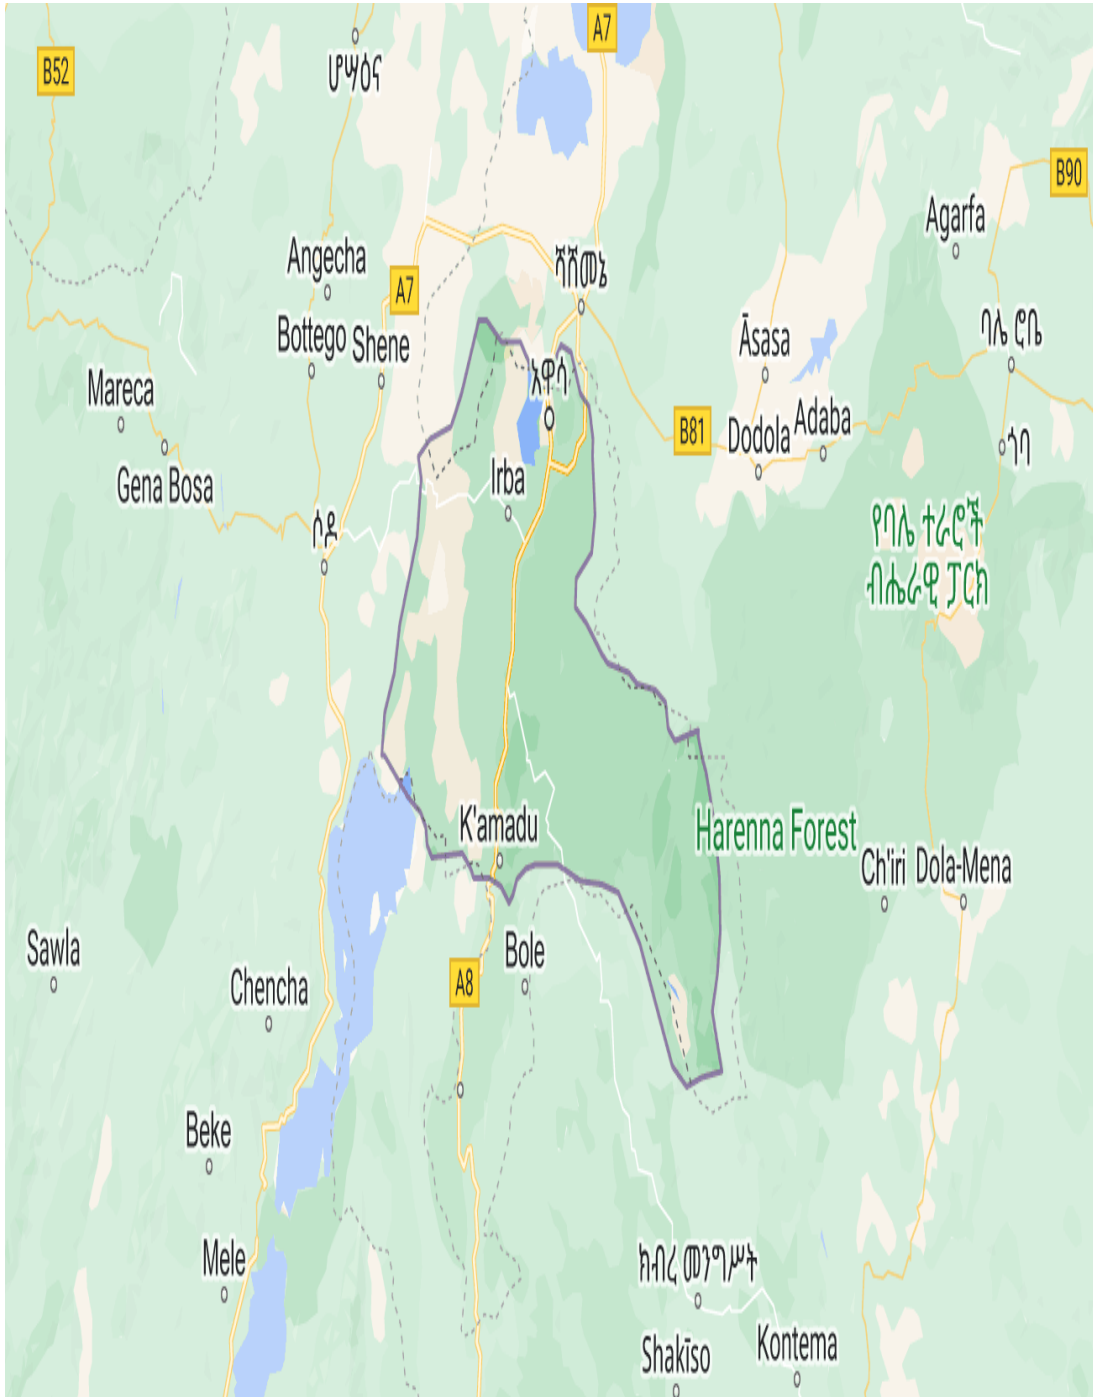 A7
B52
ሆሣዕና
B90
Agarfa
Angecha
ሻሸመኔ
A7
Bottego
Shene
Āsasa
ባሌ ሮቤ
Mareca
አዋሳ
B81
Dodola
Adaba
ጎባ
Gena Bosa
Irba
ሶዶ
የባሌ ተራሮች
ብሔራዊ ፓርክ
K'amadu
Harenna Forest
Ch'iri
Dola-Mena
Sawla
Chencha
A8
Bole
Beke
Mele
ክብረ መንግሥት
Shakīso
Kontema